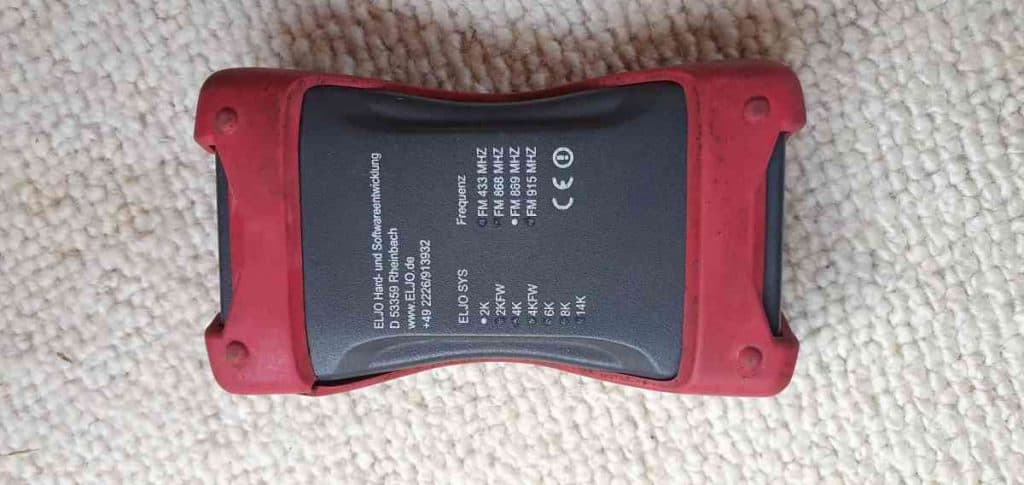 ELJO Hard- und Softwareentwicklung
D 53359 Rheinbach
www.ELJO.de
+49 2226/913932
ELJO SYS
2K
2KFW
4K
4KFW
6K
8K
14K
Frequenz
FM 433 MHZ
FM 868 MHZ
FM 869 MHZ
FM 915 MHZ
CE